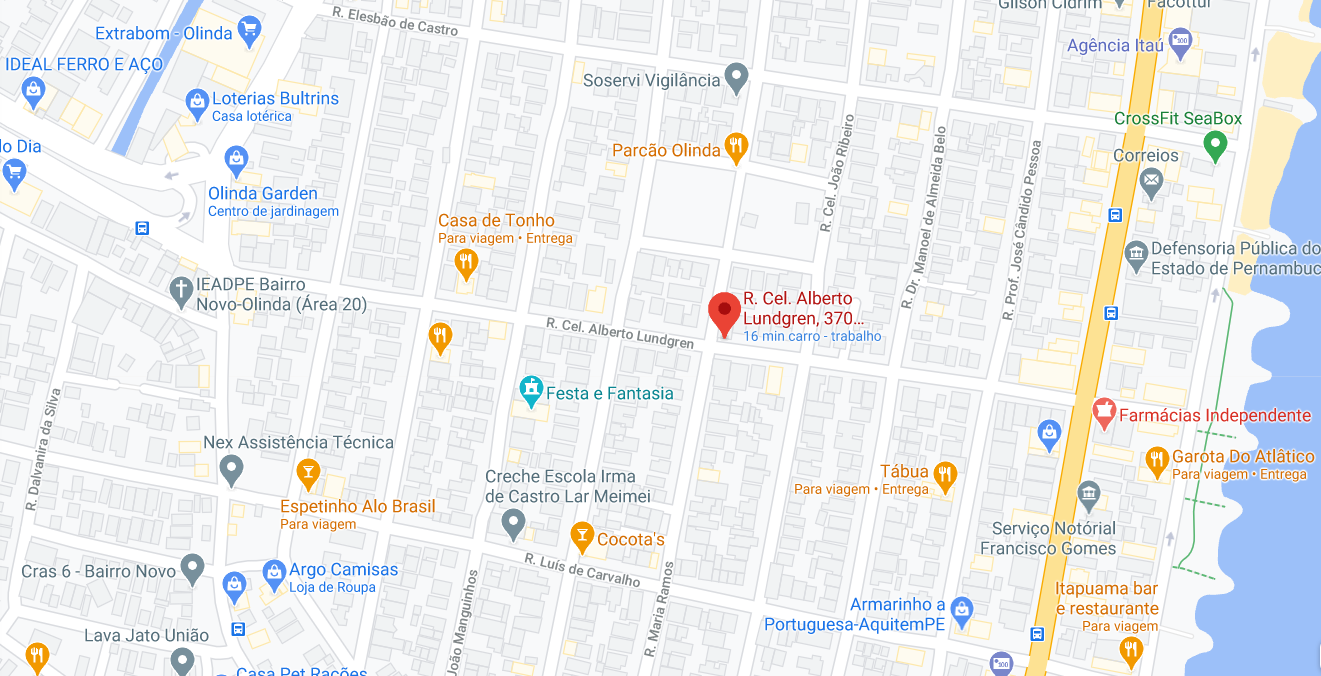 Gilson Cidrim
Facottur
R. Elesbão de Castro
Extrabom - Olinda
Agência Itaú
IDEAL FERRO E AÇO
Soservi Vigilância
Loterias Bultrins
Casa lotérica
CrossFit SeaBox
lo Dia
Parcão Olinda
Correios
R. Cel. João Ribeiro
R. Dr. Manoel de Almeida Belo
R. Prof. José Cândido Pessoa
Olinda Garden
Centro de jardinagem
Casa de Tonho
Para viagem • Entrega
Defensoria Pública do
Estado de Pernambuc
IEADPE Bairro
Novo-Olinda (Área 20)
R. Cel. Alberto
Lundgren, 370...
16 min carro - trabalho
R. Cel. Alberto Lundgren
Festa e Fantasia
Farmácias Independente
R. Dalvanira da Silva
Nex Assistência Técnica
Garota Do Atlâtico
Para viagem • Entrega
Tábua
Para viagem • Entrega
Creche Escola Irma
de Castro Lar Meimei
Espetinho Alo Brasil
Para viagem
Serviço Notórial
Francisco Gomes
Cocota's
R. Luís de Carvalho
Cras 6 - Bairro Novo
Argo Camisas
Loja de Roupa
João Manguinhos
R. Maria Ramos
Itapuama bar
e restaurante
Para viagem
Armarinho a
Portuguesa-AquitemPE
Lava Jato União
Casa Pet Rações